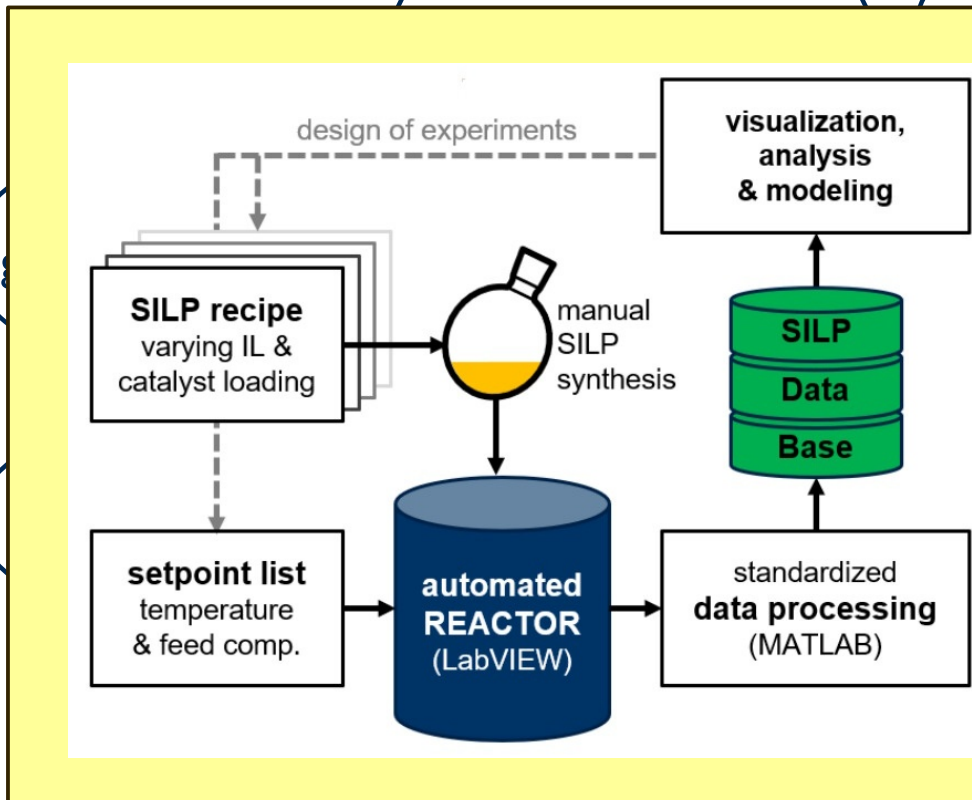 design of experiments
visualization,
analysis
& modeling
SILP recipe
varying IL &
catalyst loading
manual
SILP
synthesis
SILP
Data
Base
setpoint list
temperature
& feed comp.
automated
REACTOR
(LabVIEW)
standardized
data processing
(MATLAB)